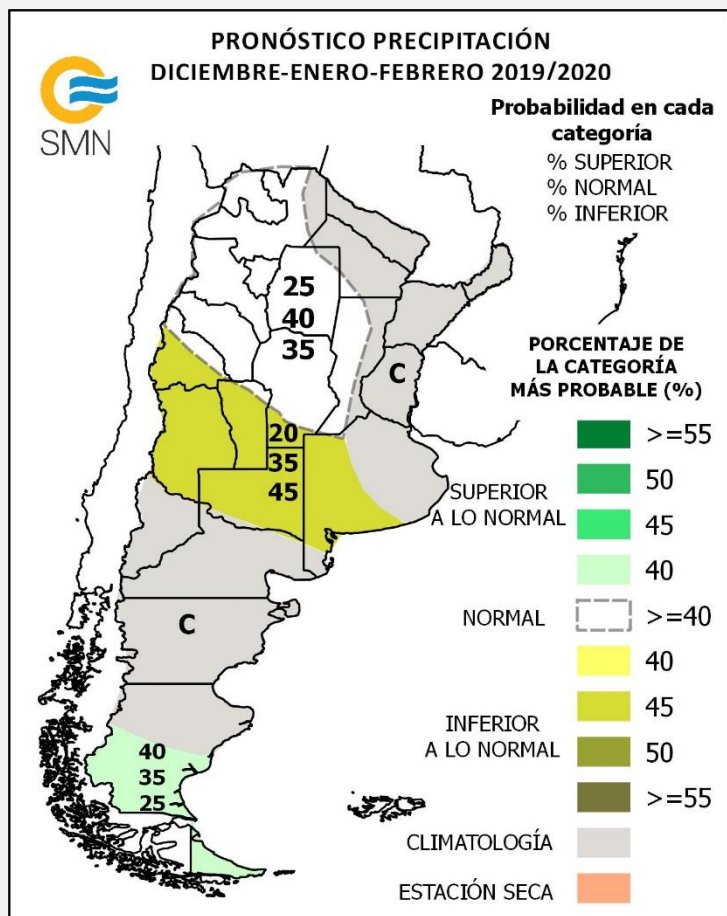 PRONÓSTICO PRECIPITACIÓN
DICIEMBRE-ENERO-FEBRERO 2019/2020
SMN
Probabilidad en cada
categoría
% SUPERIOR
% NORMAL
% INFERIOR
25
40
35
C
20
35
45
C
40
35
25
PORCENTAJE DE
LA CATEGORÍA
MÁS PROBABLE (%)
>=55
50
SUPERIOR
A LO NORMAL
45
40
NORMAL
>=40
40
45
INFERIOR
A LO NORMAL
50
>=55
CLIMATOLOGÍA
ESTACIÓN SECA